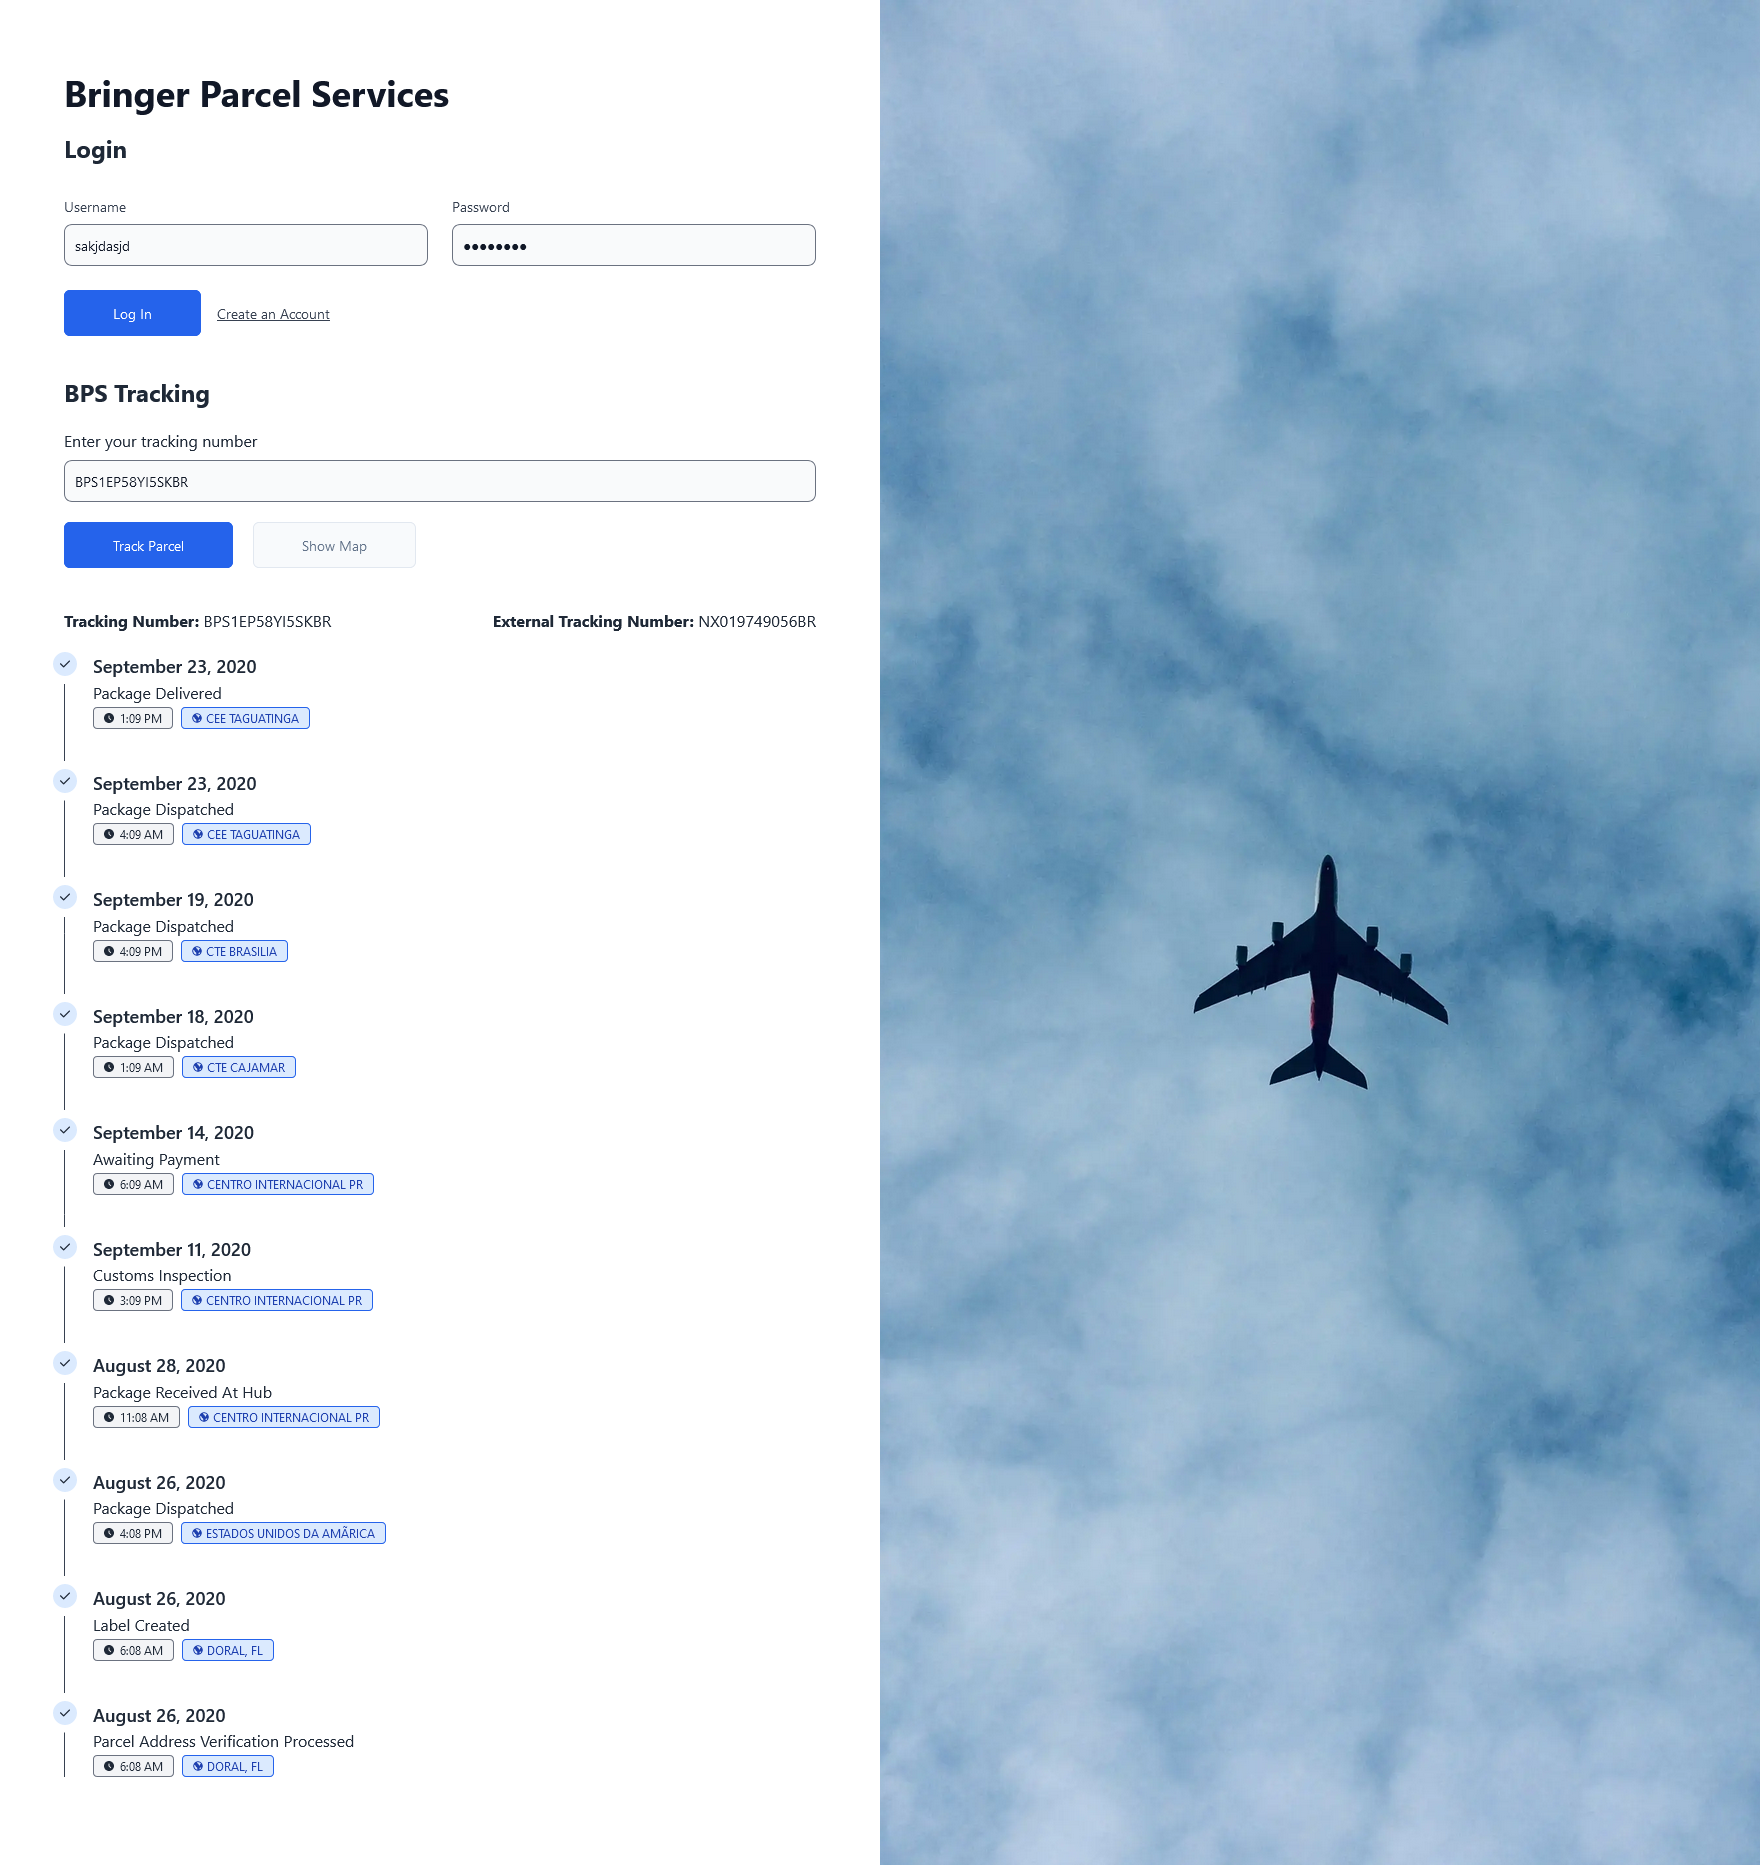 Bringer Parcel Services
Login
Username
Password
sakjdasjd
••••••••
Log In
Create an Account
BPS Tracking
Enter your tracking number
BPS1EP58YI5SKBR
Track Parcel
Show Map
Tracking Number: BPS1EP58YI5SKBR
External Tracking Number: NX019749056BR
September 23, 2020
Package Delivered
1:09 PM CEE TAGUATINGA
September 23, 2020
Package Dispatched
4:09 AM CEE TAGUATINGA
September 19, 2020
Package Dispatched
4:09 PM CTE BRASILIA
September 18, 2020
Package Dispatched
1:09 AM CTE CAJAMAR
September 14, 2020
Awaiting Payment
6:09 AM CENTRO INTERNACIONAL PR
September 11, 2020
Customs Inspection
3:09 PM CENTRO INTERNACIONAL PR
August 28, 2020
Package Received At Hub
11:08 AM CENTRO INTERNACIONAL PR
August 26, 2020
Package Dispatched
4:08 PM ESTADOS UNIDOS DA AMÃRICA
August 26, 2020
Label Created
6:08 AM DORAL, FL
August 26, 2020
Parcel Address Verification Processed
6:08 AM DORAL, FL